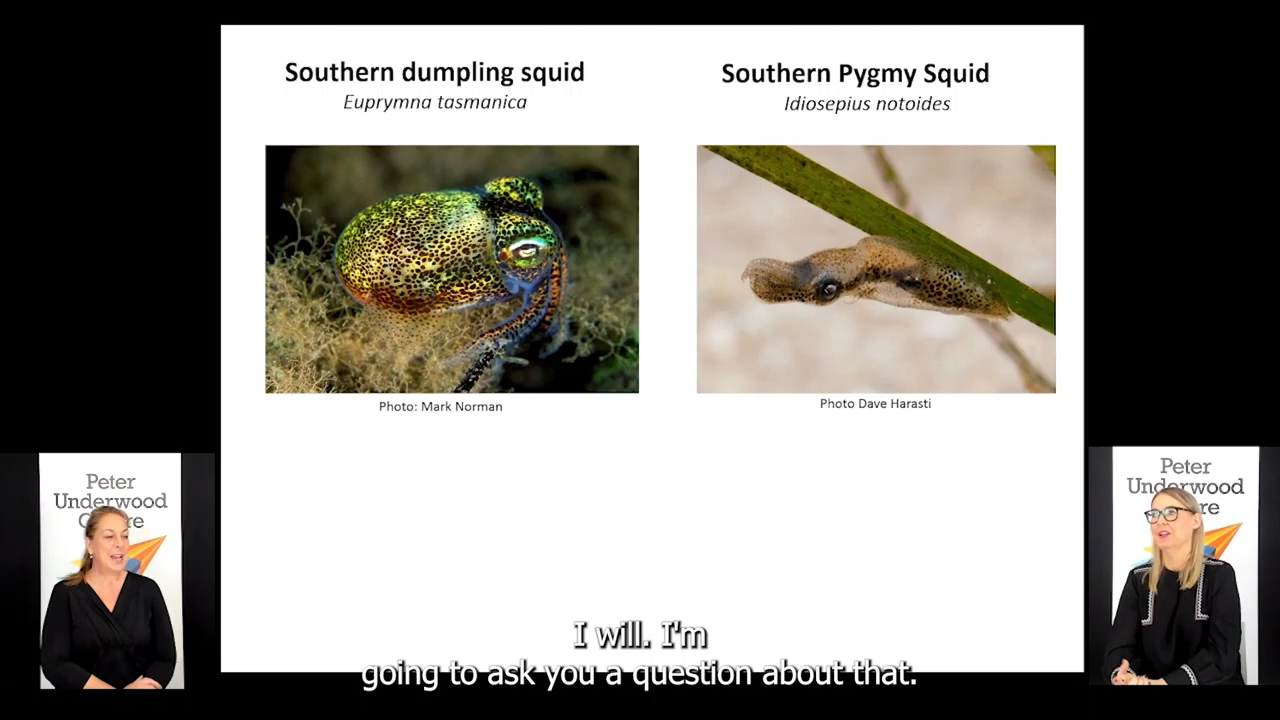 Southern dumpling squid
Euprymna tasmanica
Southern Pygmy Squid
Idiosepius notoides
Photo: Mark Norman
Photo Dave Harasti
Peter
Underwood
Peter
Underwood
I will. I'm
going to ask you a question about that.